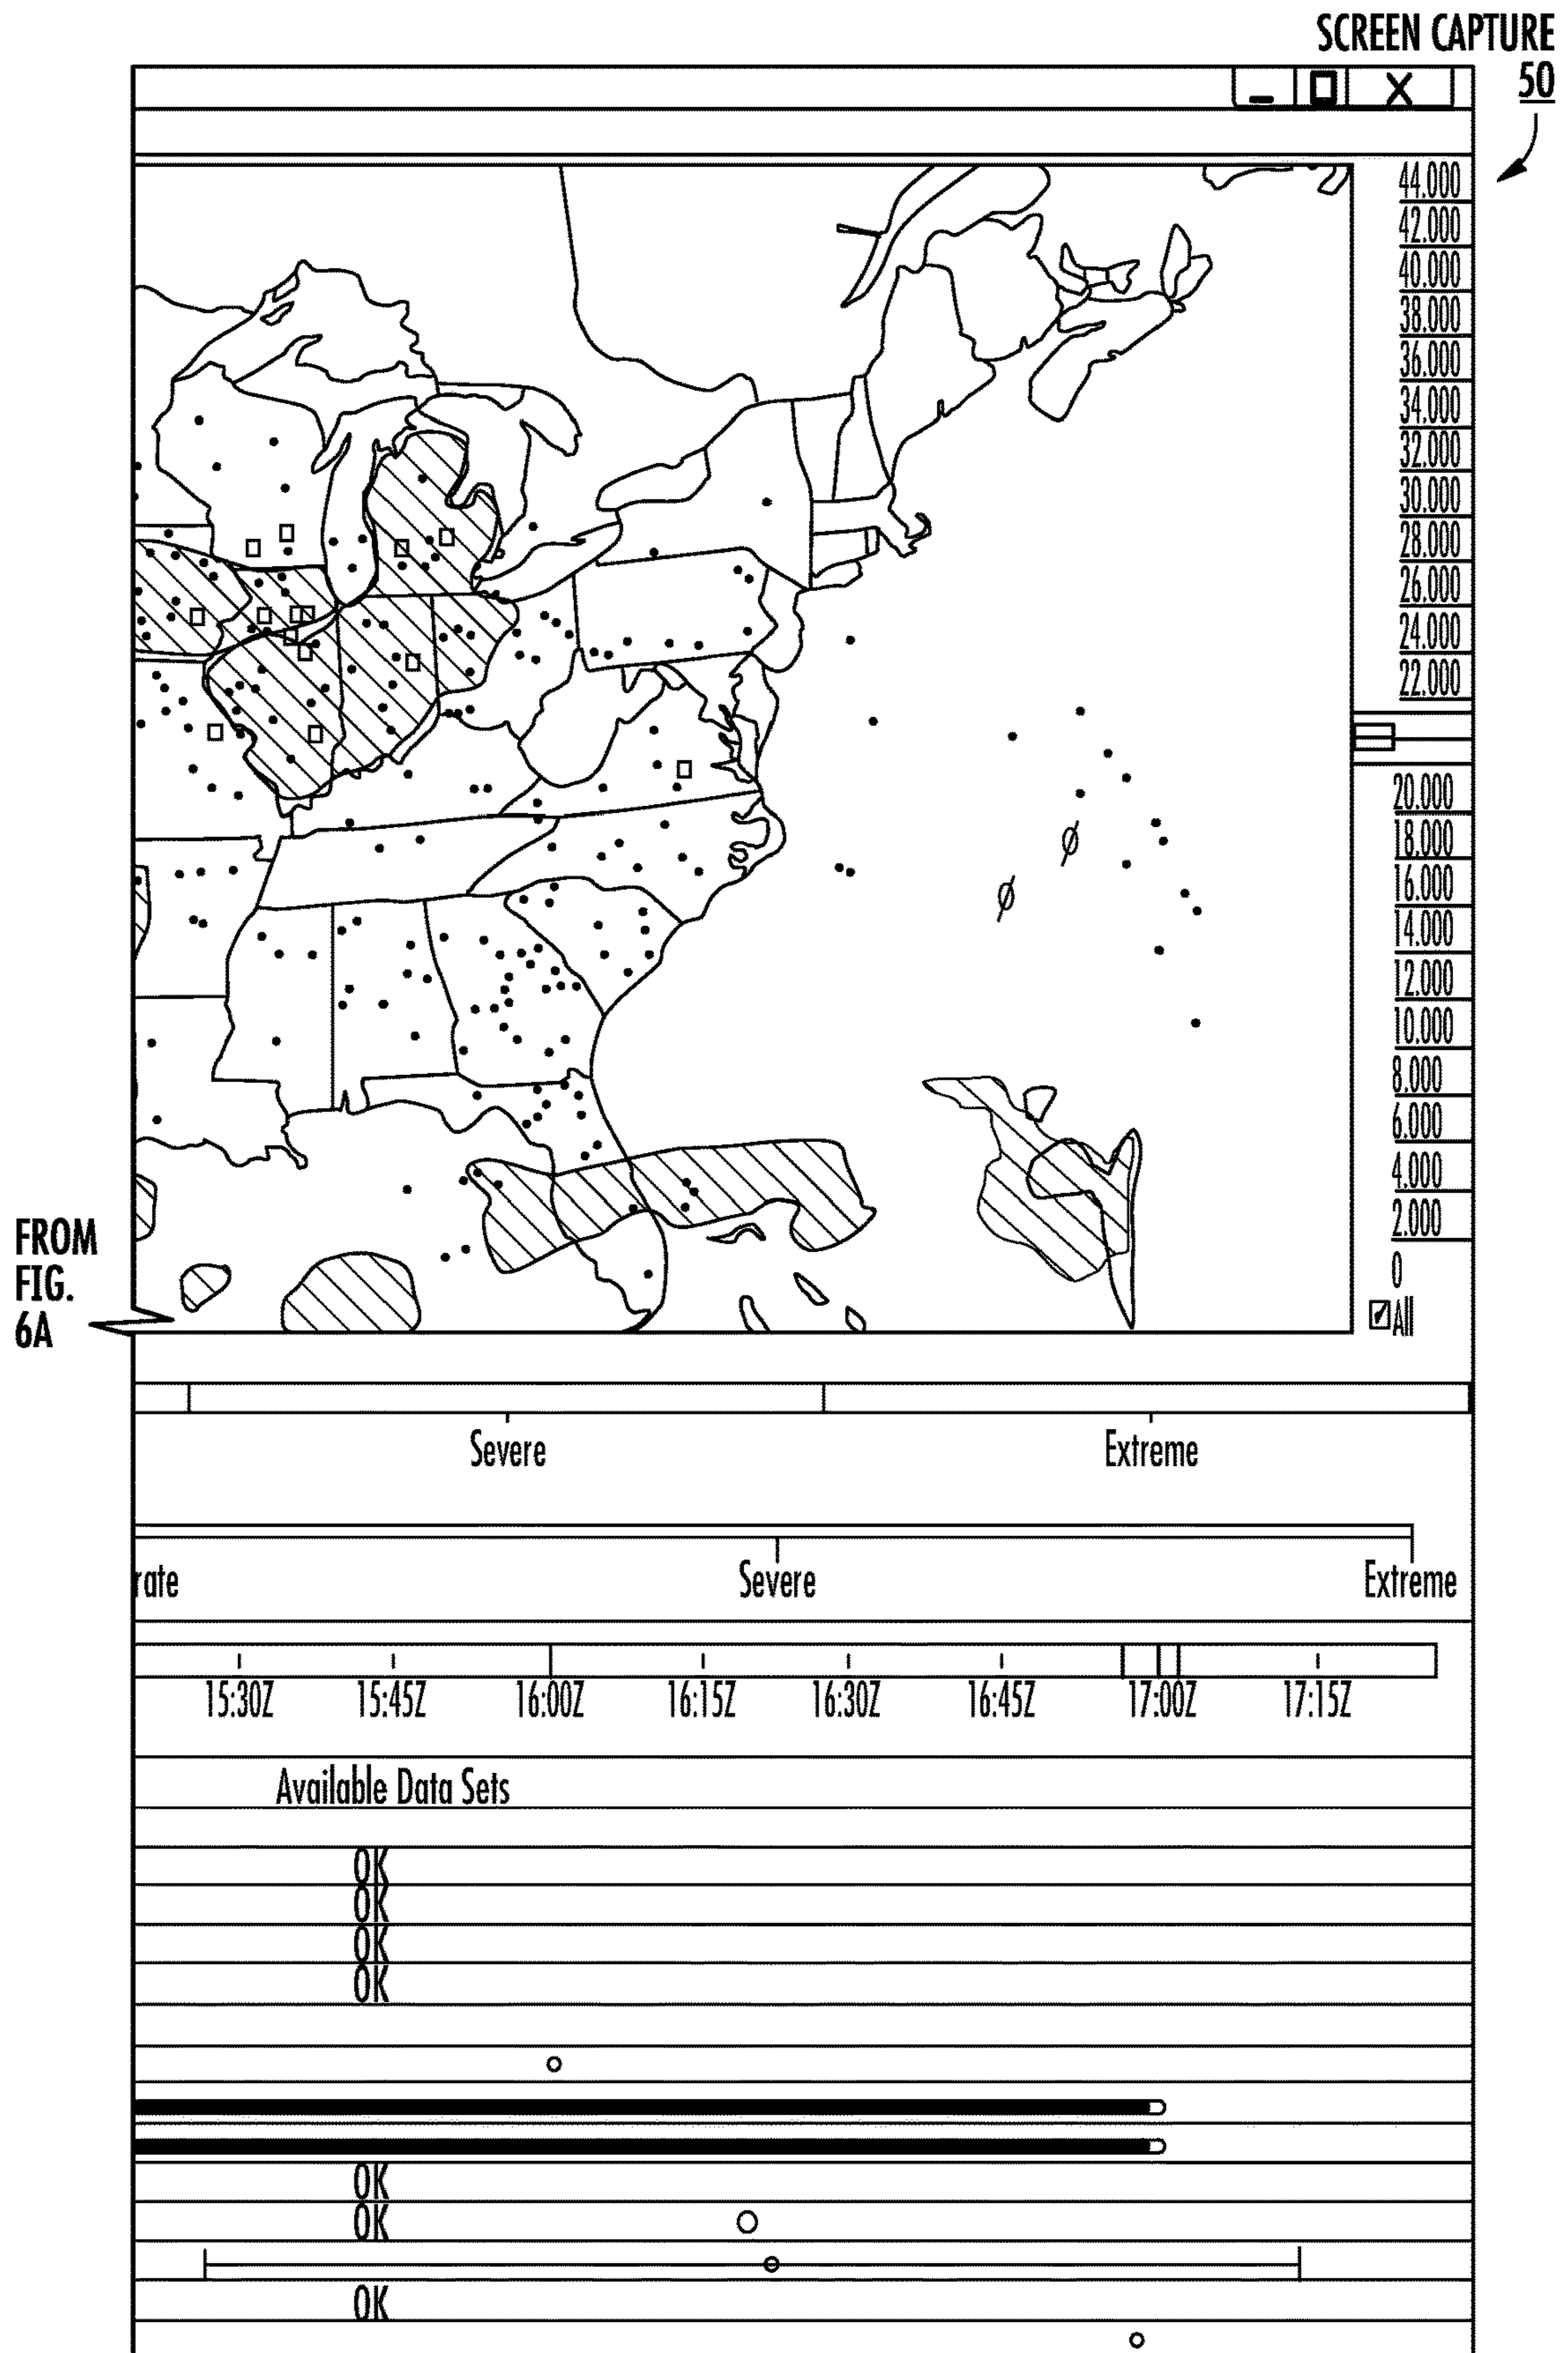 SCREEN CAPTURE
50
44.000
42.000
40.000
38.000
36.000
34.000
32.000
30.000
28.000
26.000
24.000
22.000
20.000
18.000
16.000
14.000
12.000
10.000
8.000
6.000
4.000
2.000
0
All
FROM
FIG.
6A
Severe Extreme
rate Severe Extreme
15:30Z 15:45Z 16:00Z 16:15Z 16:30Z 16:45Z 17:00Z 17:15Z
Available Data Sets
OK
OK
OK
OK
OK
OK
OK